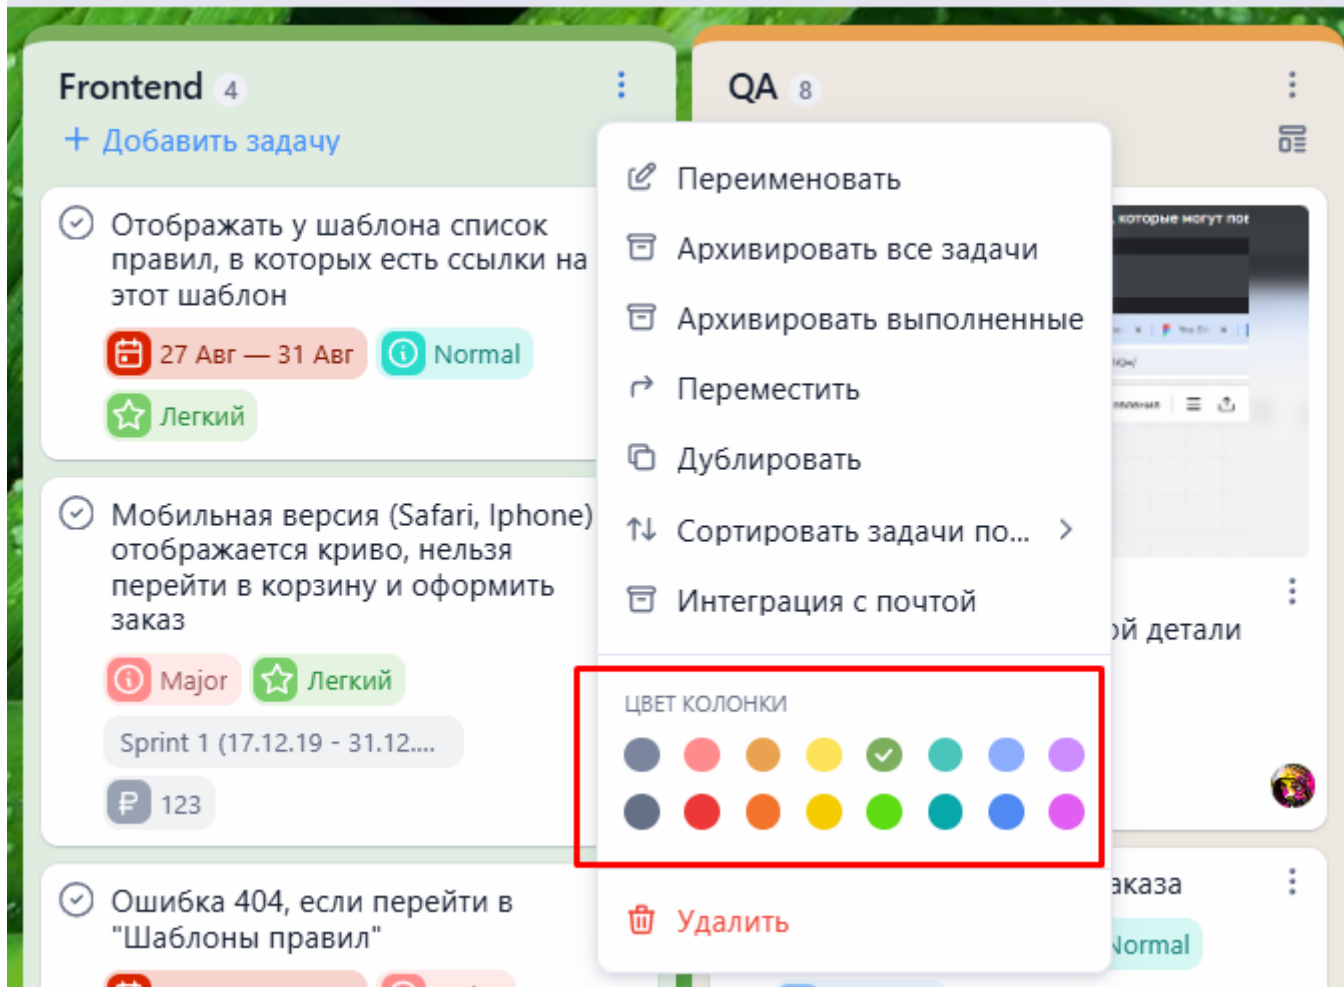 Frontend 4
+ Добавить задачу
Отображать у шаблона список
правил, в которых есть ссылки на
этот шаблон
27 Авг — 31 Авг
Normal
Легкий
Мобильная версия (Safari, Iphone)
отображается криво, нельзя
перейти в корзину и оформить
заказ
Major
Легкий
Sprint 1 (17.12.19 - 31.12....
₽ 123
Ошибка 404, если перейти в
"Шаблоны правил"
Переименовать
Архивировать все задачи
Архивировать выполненные
Переместить
Дублировать
Сортировать задачи по...
Интеграция с почтой
ЦВЕТ КОЛОНКИ
Удалить
QA 8
которые могут
ой детали
аказа
Normal